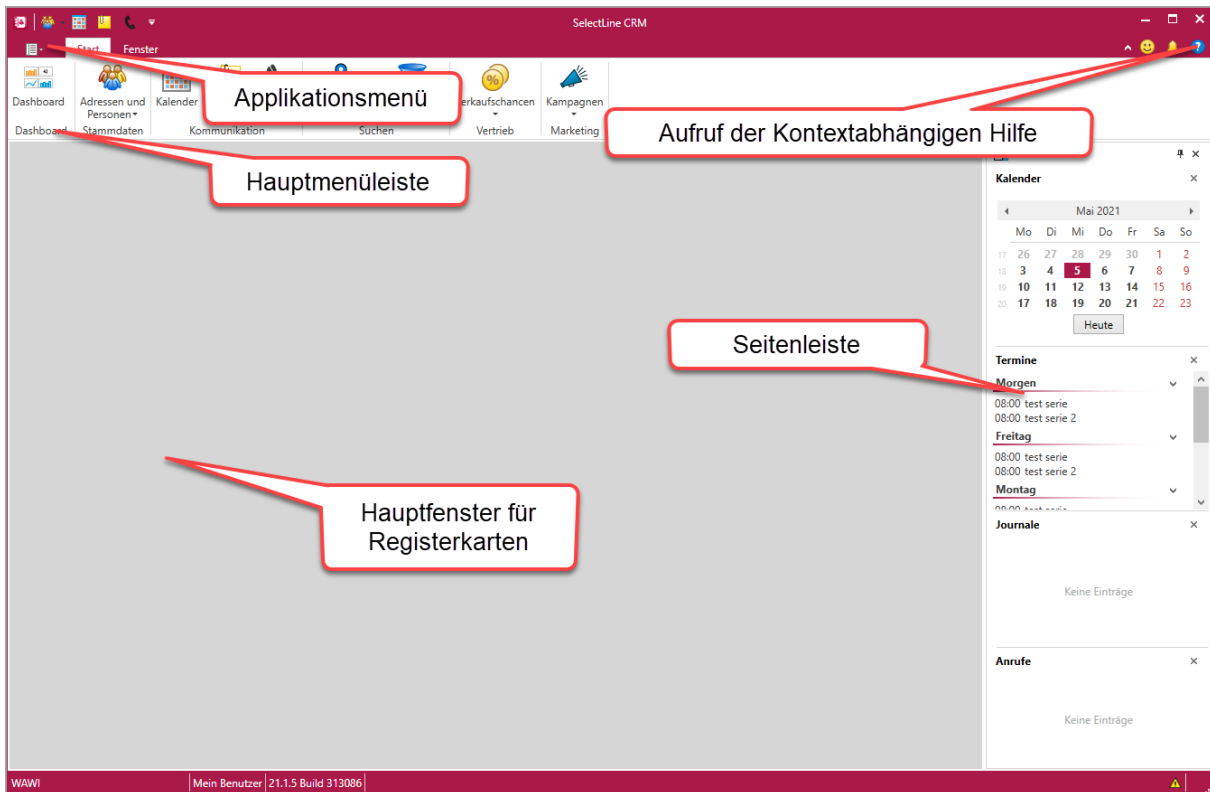 SelectLine CRM
Start Fenster
Applikationsmenü
Aufruf der Kontextabhängigen Hilfe
Dashboard
Adressen und
Personen
Kalender
Verkaufschancen
Kampagnen
Dashboard Stammdaten Kommunikation Suchen Vertrieb Marketing
Hauptmenüleiste
Kalender
Mai 2021
Mo Di Mi Do Fr Sa So
17 26 27 28 29 30 1 2
18 3 4 5 6 7 8 9
19 10 11 12 13 14 15 16
20 17 18 19 20 21 22 23
Heute
Seitenleiste
Termine
Morgen
08:00 test serie
08:00 test serie 2
Freitag
08:00 test serie
08:00 test serie 2
Montag
08:00 test serie
Hauptfenster für
Registerkarten
Journale
Keine Einträge
Anrufe
Keine Einträge
WAWI Mein Benutzer 21.1.5 Build 313086